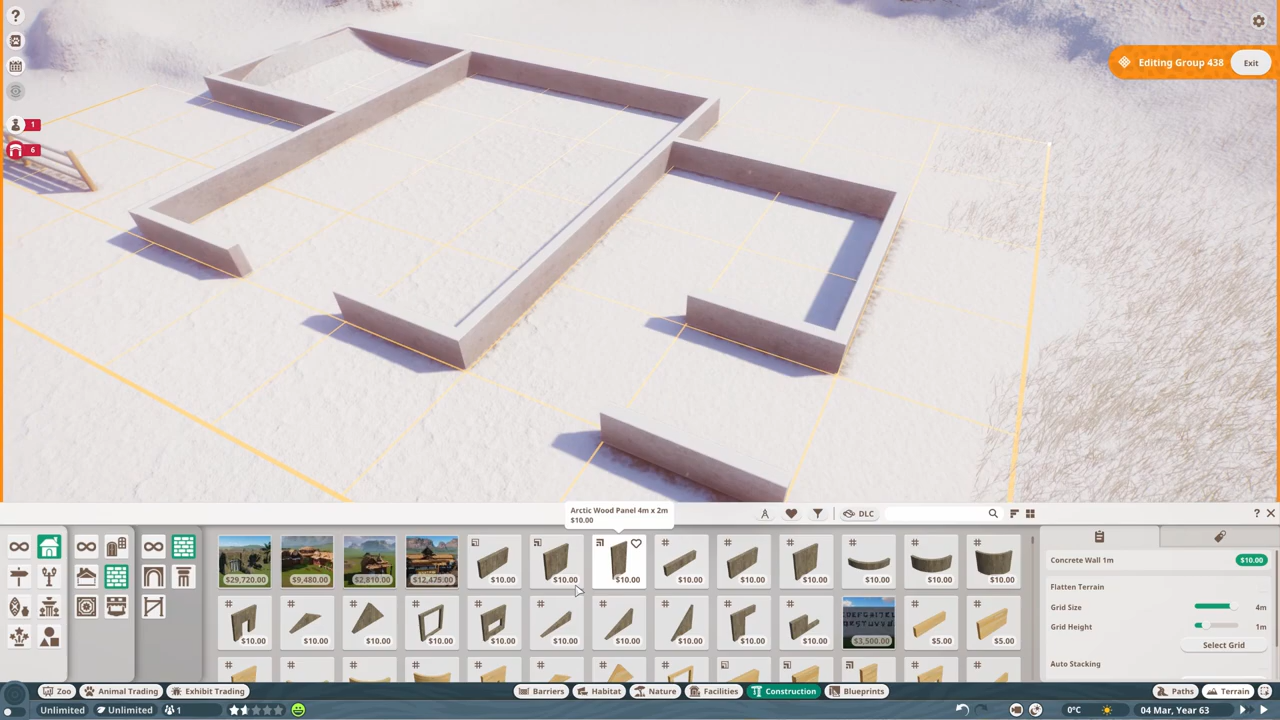 ?
Editing Group 438
Exit
1
6
Arctic Wood Panel 4m x 2m
$10.00
DLC
? ×
$29,720.00 $9,480.00 $2,810.00 $12,475.00 $10.00 $10.00 $10.00 $10.00 $10.00 $10.00 $10.00 $10.00 $10.00
$10.00 $10.00 $10.00 $10.00 $10.00 $10.00 $10.00 $10.00 $10.00 $10.00 $3,500.00 $5.00 $5.00
Concrete Wall 1m $10.00
Flatten Terrain
Grid Size 4m
Grid Height 1m
Select Grid
Auto Stacking
Zoo Animal Trading Exhibit Trading Barriers Habitat Nature Facilities Construction Blueprints Paths Terrain
Unlimited Unlimited 1 0°C 04 Mar, Year 63